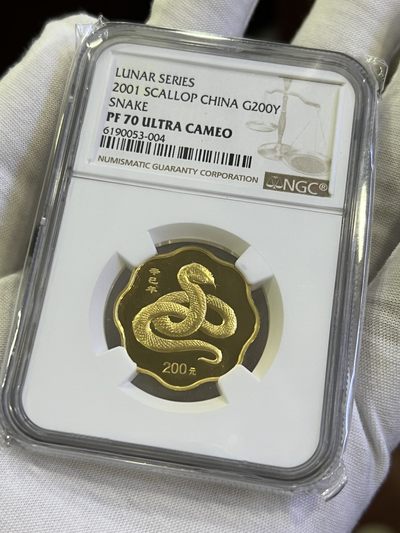 LUNAR SERIES
2001 SCALLOP CHINA G200Y
SNAKE
PF 70 ULTRA CAMEO
6190053-004
NUMISMATIC GUARANTY CORPORATION
NGC®
辛巳年
200元